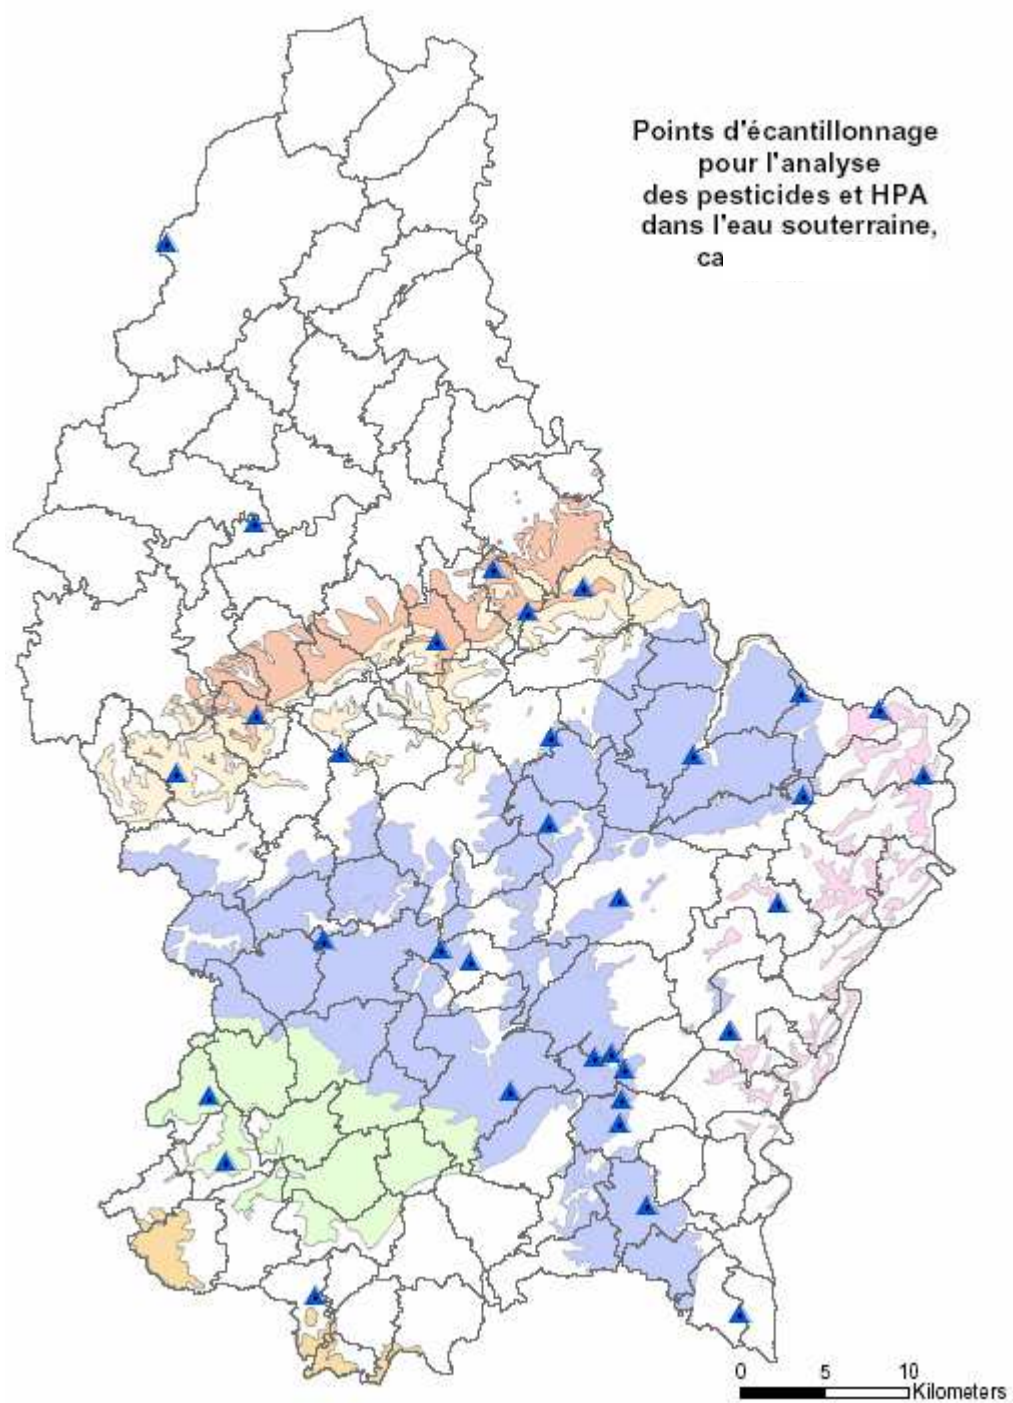 Points d'écantillonnage
pour l'analyse
des pesticides et HPA
dans l'eau souterraine,
ca
0 5 10
Kilometers